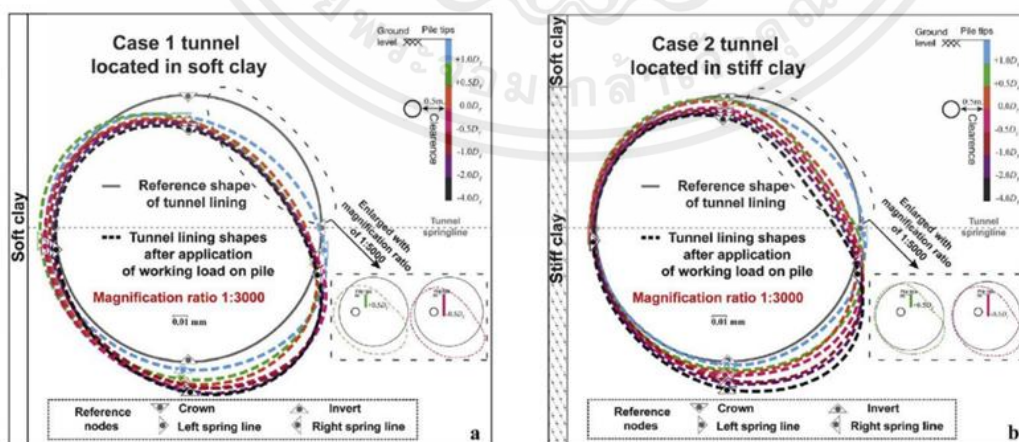 Case 1 tunnel
located in soft clay
Ground
level
Pile tips
+1.0D
+0.5D
0.0D
-0.5D
-1.0D
-2.0D
-4.0D
0.5m
Clearence
Soft clay
Reference shape
of tunnel lining
Tunnel
springline
Tunnel lining shapes
after application
of working load on pile
Magnification ratio 1:3000
0.01 mm
Enlarged with
magnification ratio
of 1:5000
Reference
nodes
Crown
Invert
Left spring line
Right spring line
a
Soft clay
Case 2 tunnel
located in stiff clay
Ground
level
Pile tips
+1.0D
+0.5D
0.0D
-0.5D
-2.0D
0.5m
Clearence
Stiff clay
Reference shape
of tunnel lining
Tunnel
springline
Tunnel lining shapes
after application
of working load on pile
Magnification ratio 1:3000
0.01 mm
Enlarged with
magnification ratio
of 1:5000
Reference
nodes
Crown
Invert
Left spring line
Right spring line
b